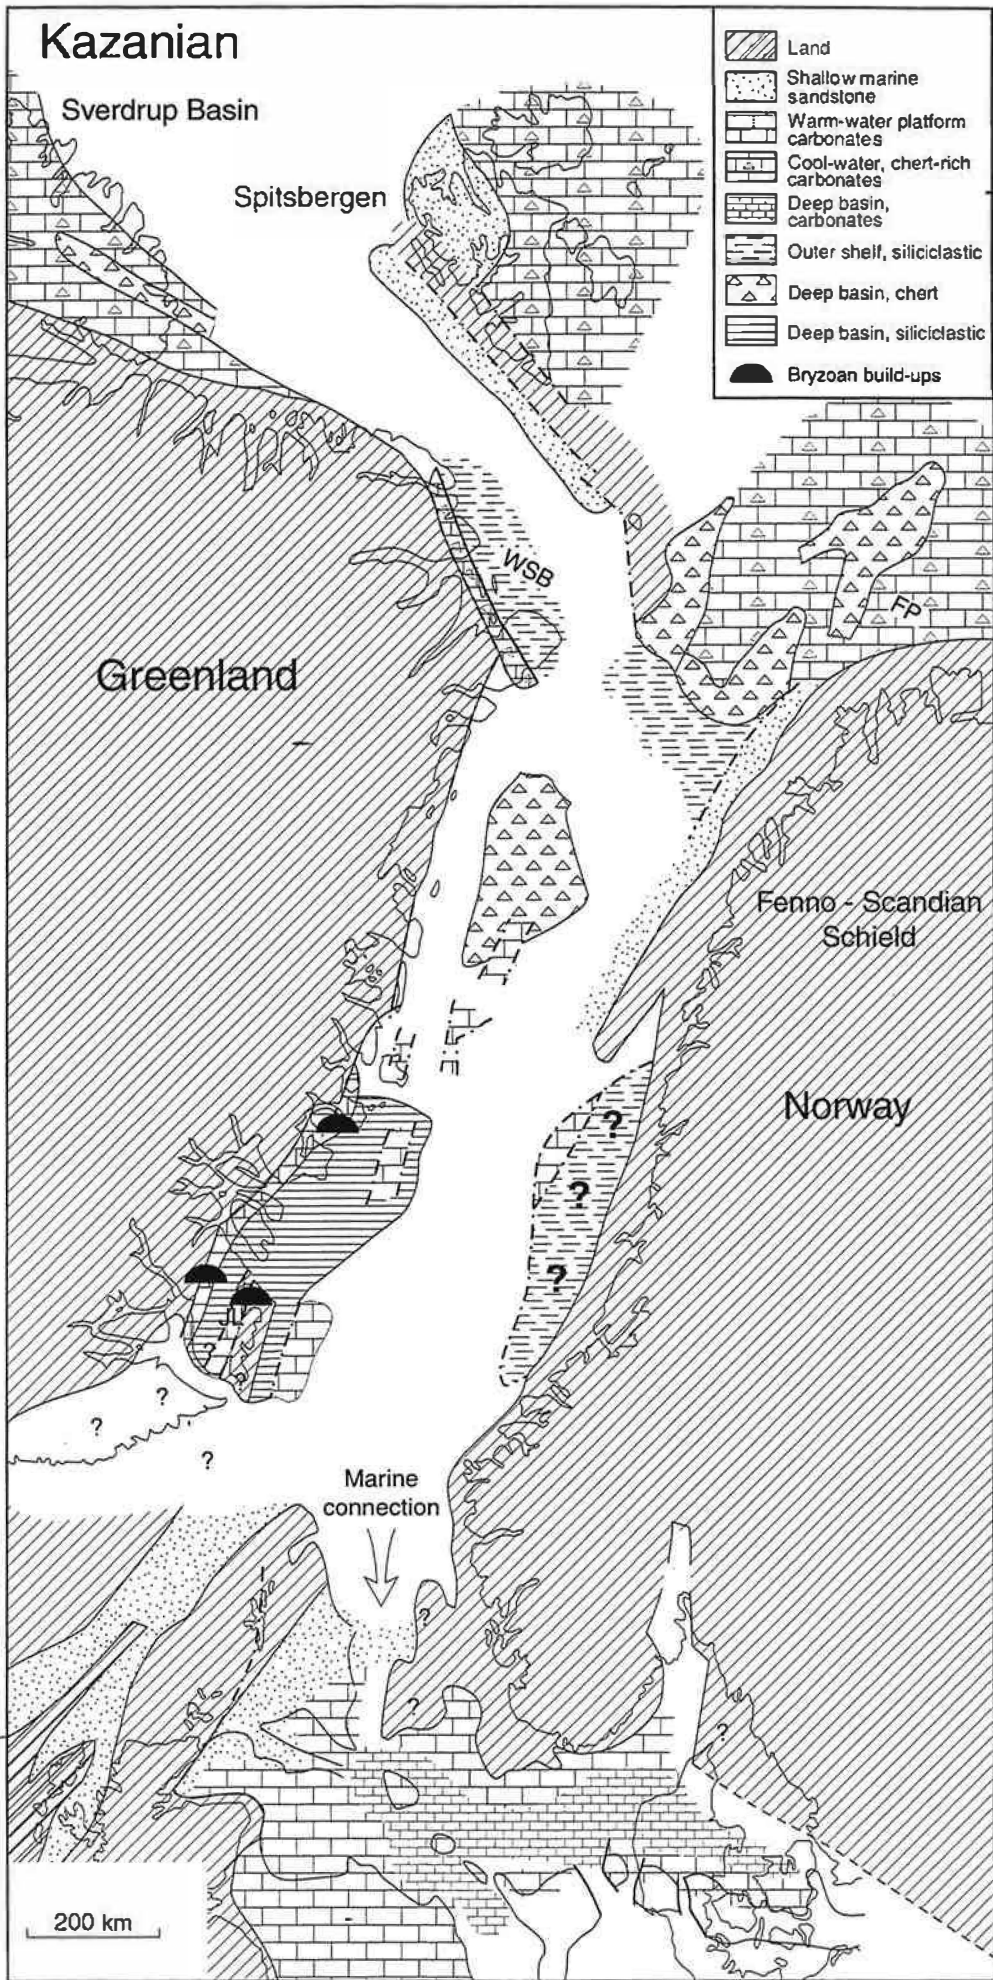 Kazanian
Sverdrup Basin
Spitsbergen
Land
Shallow marine
sandstone
Warm-water platform
carbonates
Cool-water, chert-rich
carbonates
Deep basin,
carbonates
Outer shelf, siliciclastic
Deep basin, chert
Deep basin, siliciclastic
Bryzoan build-ups
WSB
FP
Greenland
Fenno - Scandian
Schield
Norway
?
?
?
JL
?
?
?
?
?
Marine
connection
?
?
?
200 km